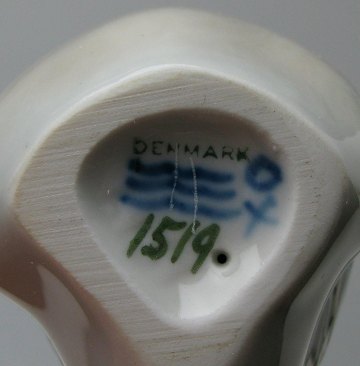 DENMARK
O
X
1519.